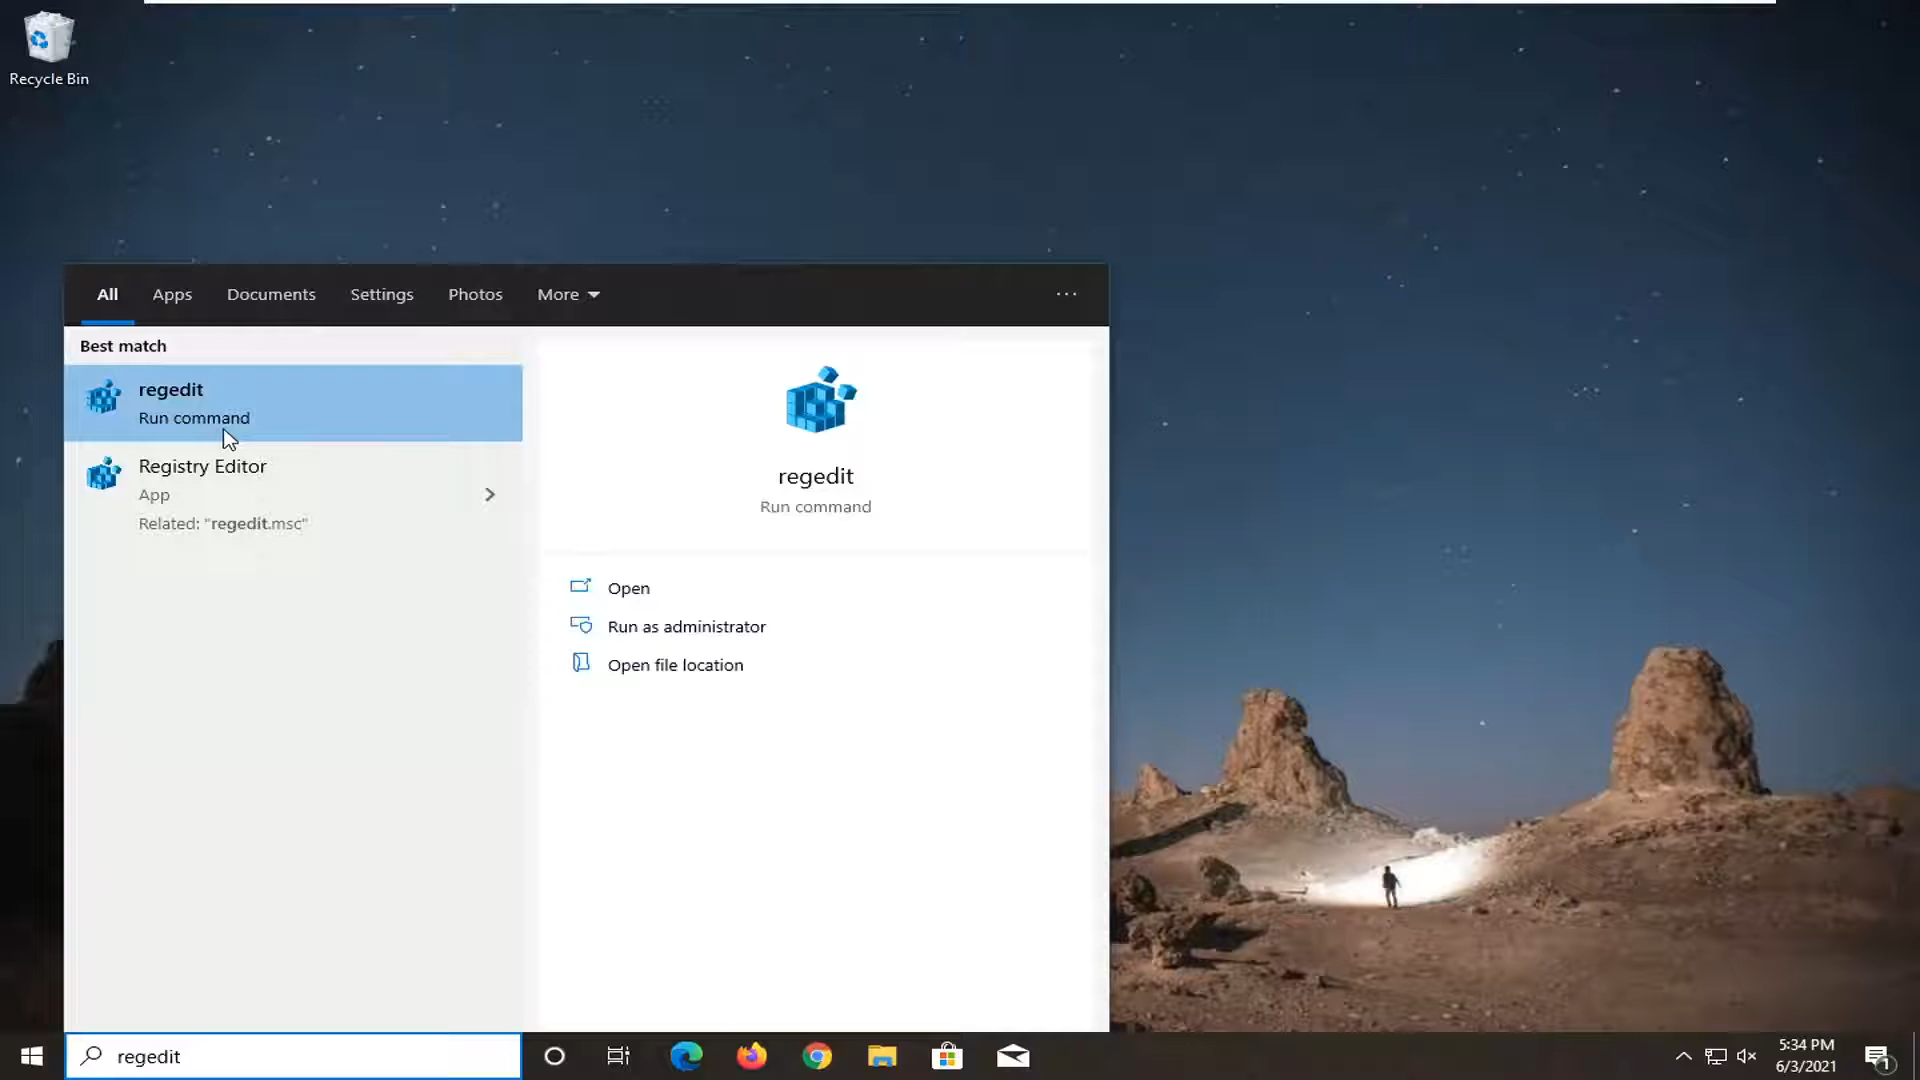 Recycle Bin
All Apps Documents Settings Photos More ···
Best match
regedit
Run command
Registry Editor
App
Related: "regedit.msc"
regedit
Run command
Open
Run as administrator
Open file location
regedit
5:34 PM
6/3/2021
1